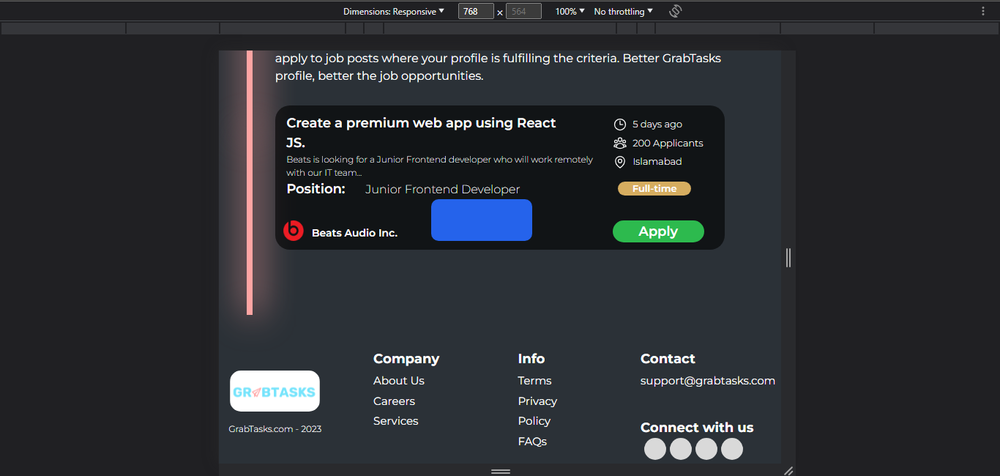 Dimensions: Responsive 768 x 564 100% No throttling
apply to job posts where your profile is fulfilling the criteria. Better GrabTasks
profile, better the job opportunities.
Create a premium web app using React
JS.
Beats is looking for a Junior Frontend developer who will work remotely
with our IT team...
Position: Junior Frontend Developer
Beats Audio Inc.
5 days ago
200 Applicants
Islamabad
Full-time
Apply
GRABTASKS
GrabTasks.com - 2023
Company
About Us
Careers
Services
Info
Terms
Privacy
Policy
FAQs
Contact
support@grabtasks.com
Connect with us